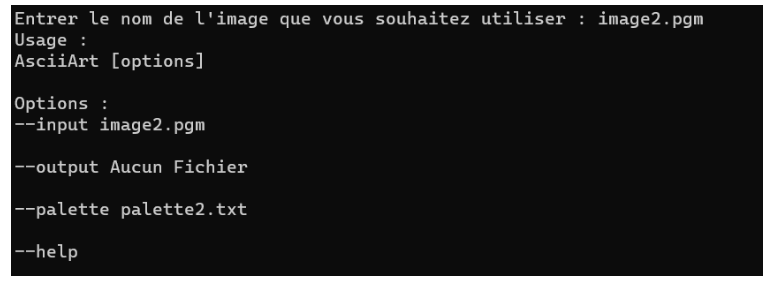 Entrer le nom de l'image que vous souhaitez utiliser : image2.pgm
Usage :
AsciiArt [options]
Options :
--input image2.pgm
--output Aucun Fichier
--palette palette2.txt
--help